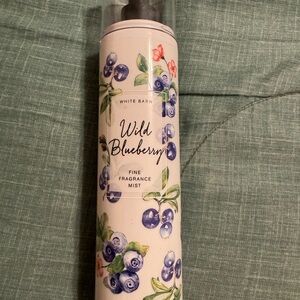 WHITE BARN
Wild
Blueberry
FINE
FRAGRANCE
MIST